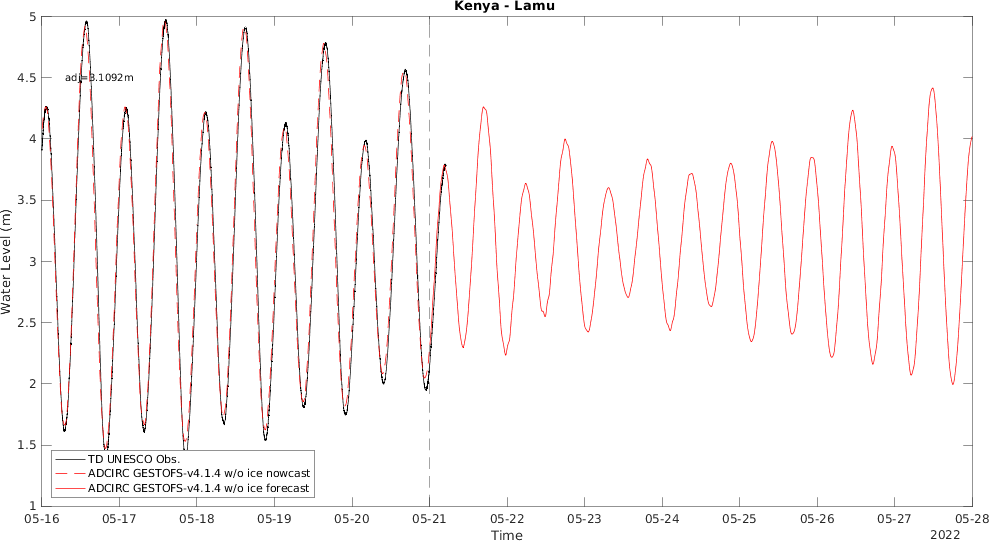 Kenya - Lamu
5
4.5
4
3.5
3
2.5
2
1.5
1
Water Level (m)
adj=3.1092m
TD UNESCO Obs.
ADCIRC GESTOFS-v4.1.4 w/o ice nowcast
ADCIRC GESTOFS-v4.1.4 w/o ice forecast
05-16 05-17 05-18 05-19 05-20 05-21 05-22 05-23 05-24 05-25 05-26 05-27 05-28
Time
2022